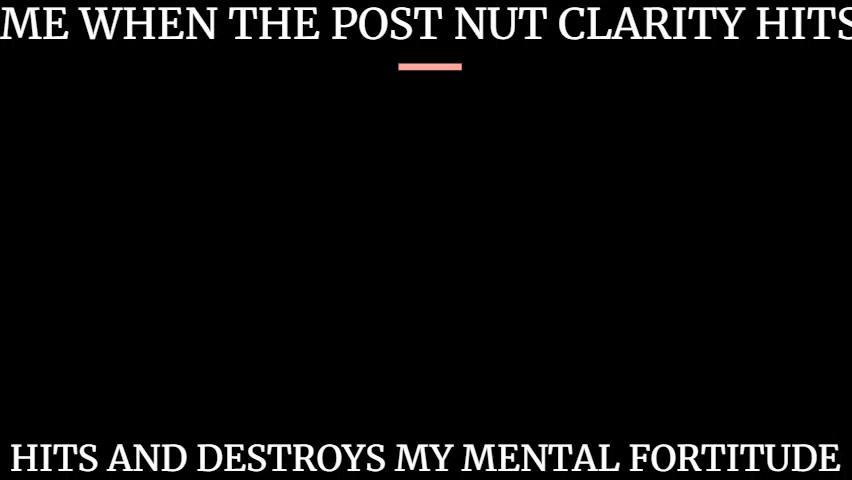 ME WHEN THE POST NUT CLARITY HITS
HITS AND DESTROYS MY MENTAL FORTITUDE